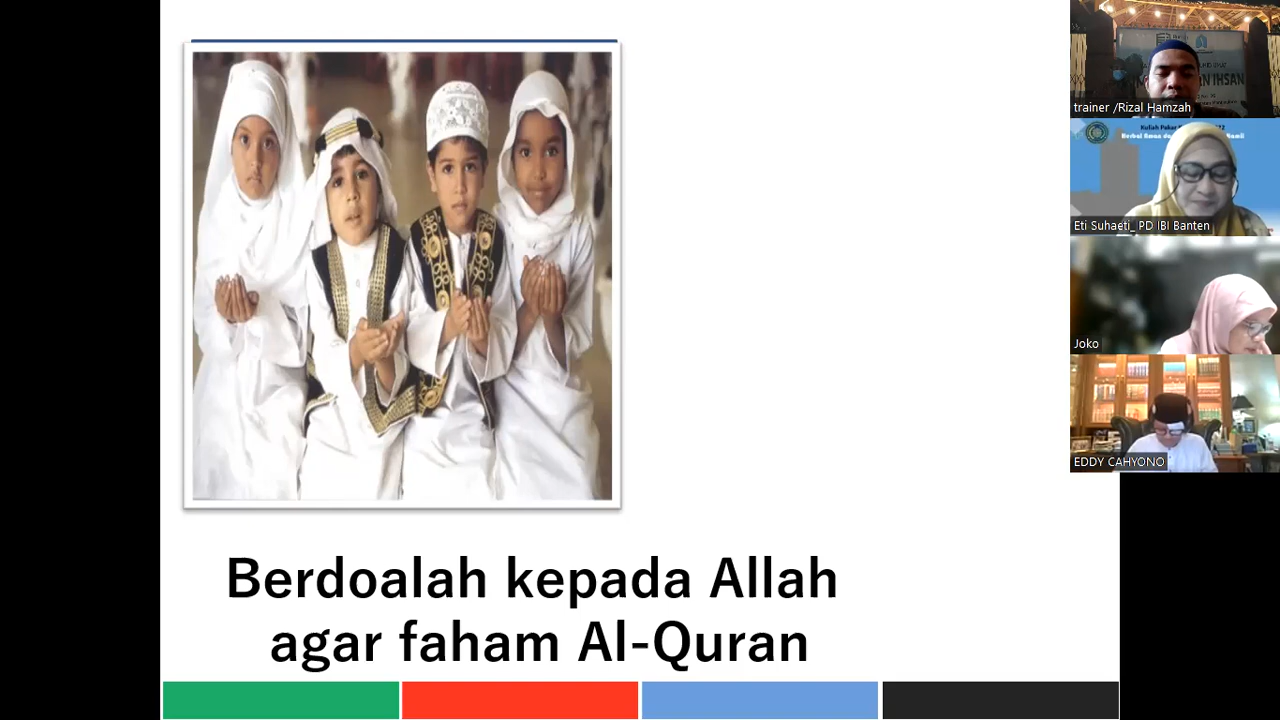 Berdoalah kepada Allah
agar faham Al-Quran
trainer /Rizal Hamzah
Eti Suhaeti_ PD IBI Banten
Joko
EDDY CAHYONO